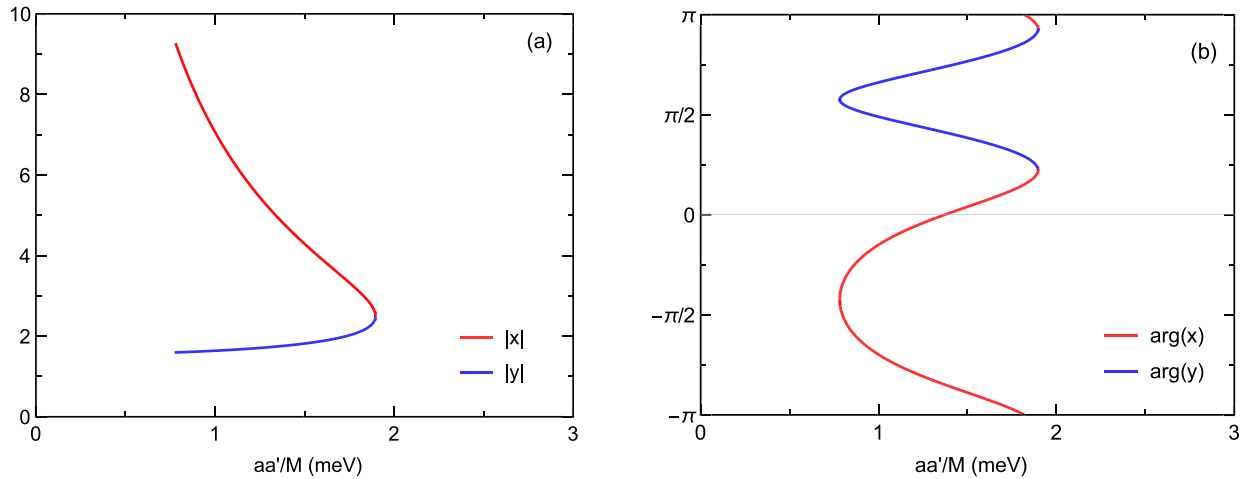 10
8
6
4
2
0
(a)
|x|
|y|
0
1
2
3
aa'/M (meV)
π
π/2
0
−π/2
−π
(b)
arg(x)
arg(y)
0
1
2
3
aa'/M (meV)